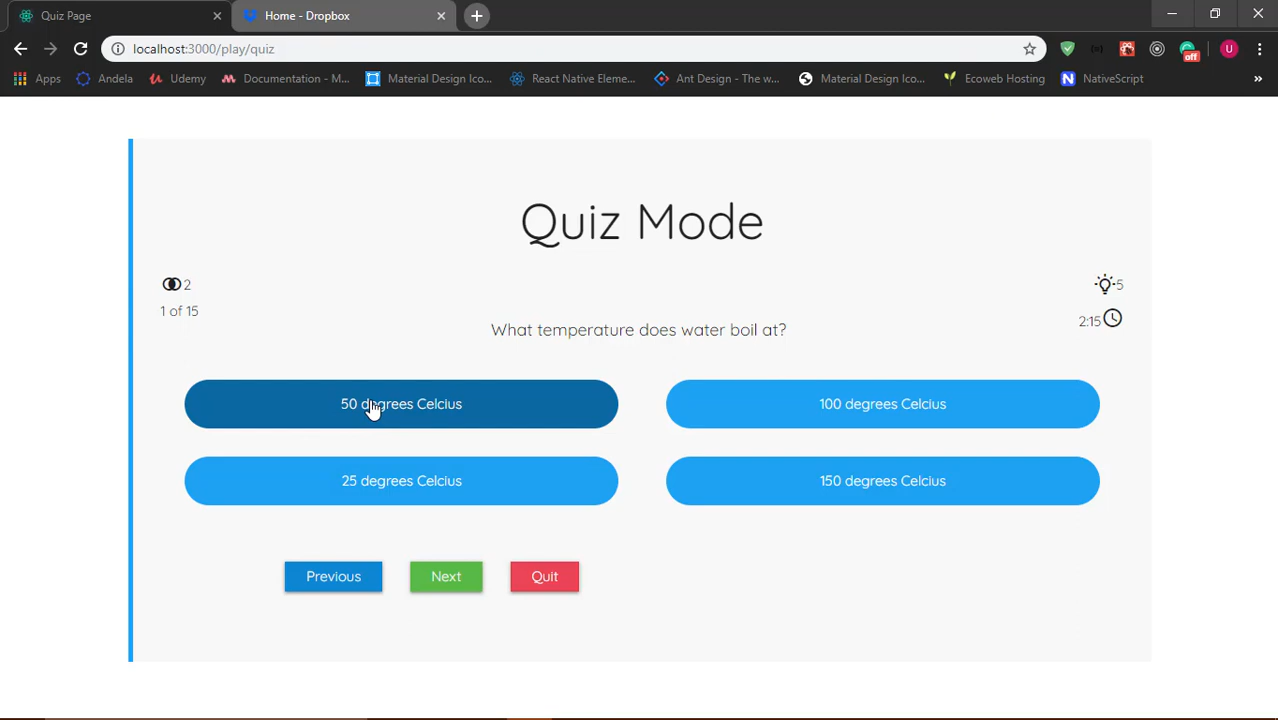 Quiz Page
Home - Dropbox
localhost:3000/play/quiz
off
U
Apps
Andela
Udemy
Documentation - M...
Material Design Ico...
React Native Eleme...
Ant Design - The w...
Material Design Ico...
Ecoweb Hosting
N
NativeScript
»
Quiz Mode
2
5
1 of 15
2:15
What temperature does water boil at?
50 degrees Celcius
100 degrees Celcius
25 degrees Celcius
150 degrees Celcius
Previous
Next
Quit